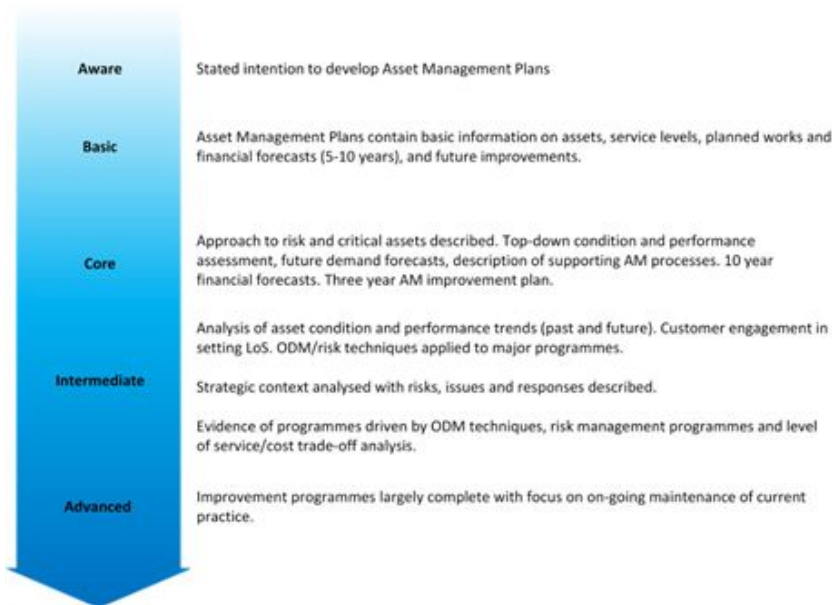 Aware
Stated intention to develop Asset Management Plans
Basic
Asset Management Plans contain basic information on assets, service levels, planned works and
financial forecasts (5-10 years), and future improvements.
Core
Approach to risk and critical assets described. Top-down condition and performance
assessment, future demand forecasts, description of supporting AM processes. 10 year
financial forecasts. Three year AM improvement plan.
Intermediate
Analysis of asset condition and performance trends (past and future). Customer engagement in
setting LoS. ODM/risk techniques applied to major programmes.
Strategic context analysed with risks, issues and responses described.
Evidence of programmes driven by ODM techniques, risk management programmes and level
of service/cost trade-off analysis.
Advanced
Improvement programmes largely complete with focus on on-going maintenance of current
practice.